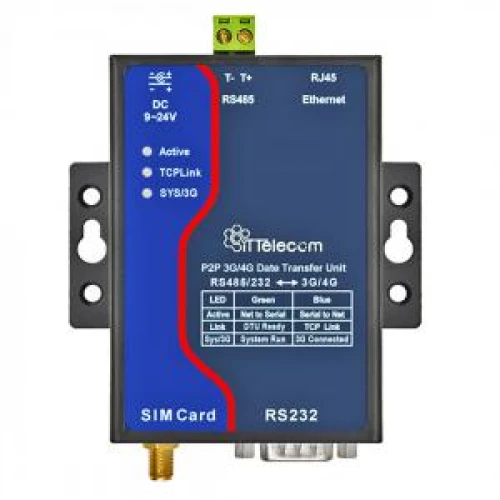 T- T+ RJ45
DC RS485 Ethernet
9~24V
Active
TCPLink
SYS/3G
iTTelecom
P2P 3G/4G Date Transfer Unit
RS485/232 ↔ 3G/4G
LED Green Blue
Active Net to Serial Serial to Net
Link DTU Ready TCP Link
Sys/3G System Run 3G Connected
SIM Card RS232